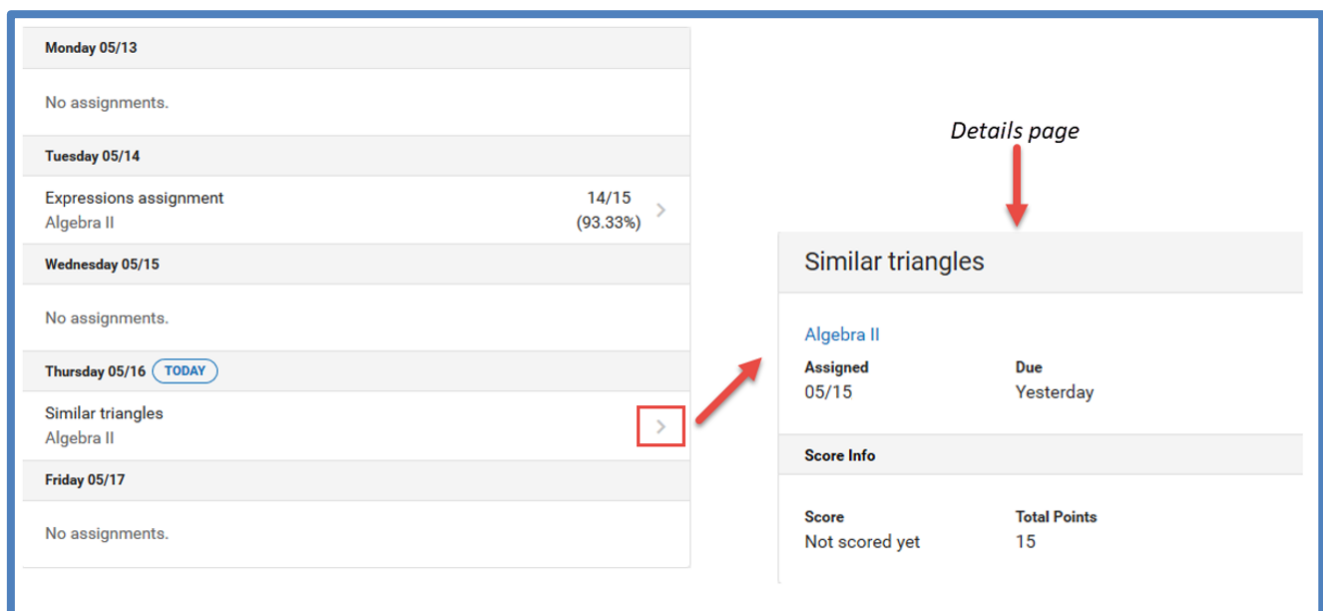 Monday 05/13
No assignments.
Tuesday 05/14
Expressions assignment
14/15
Algebra II
(93.33%)
Wednesday 05/15
No assignments.
Thursday 05/16 TODAY
Similar triangles
Algebra II
Friday 05/17
No assignments.
Details page
Similar triangles
Algebra II
Assigned Due
05/15 Yesterday
Score Info
Score Total Points
Not scored yet 15